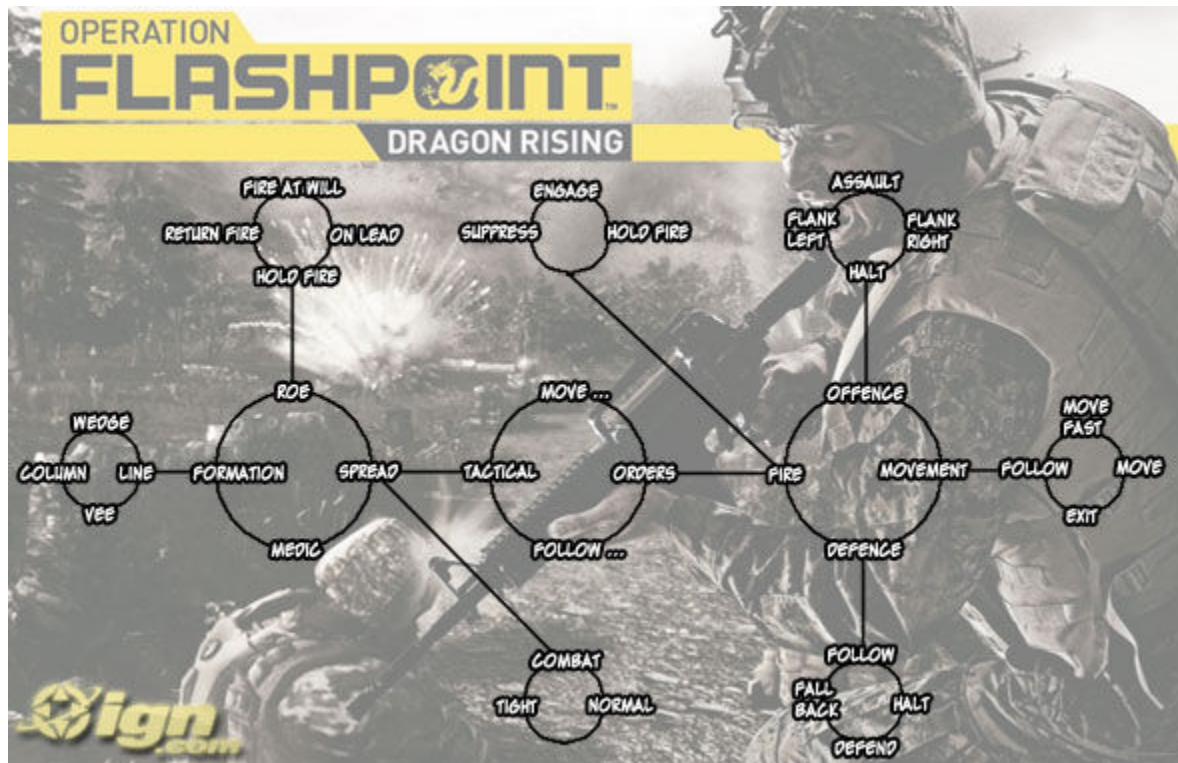 OPERATION
FLASHPOINT™
DRAGON RISING
FIRE AT WILL
RETURN FIRE
ON LEAD
HOLD FIRE
ENGAGE
SUPPRESS
HOLD FIRE
ASSAULT
FLANK
LEFT
FLANK
RIGHT
HALT
ROE
MOVE ...
OFFENCE
WEDGE
COLUMN
LINE
VEE
FORMATION
SPREAD
TACTICAL
ORDERS
FIRE
MOVEMENT
MOVE
FAST
FOLLOW
MOVE
EXIT
MEDIC
FOLLOW ...
DEFENCE
COMBAT
TIGHT
NORMAL
FOLLOW
FALL
BACK
HALT
DEFEND
ign
.com